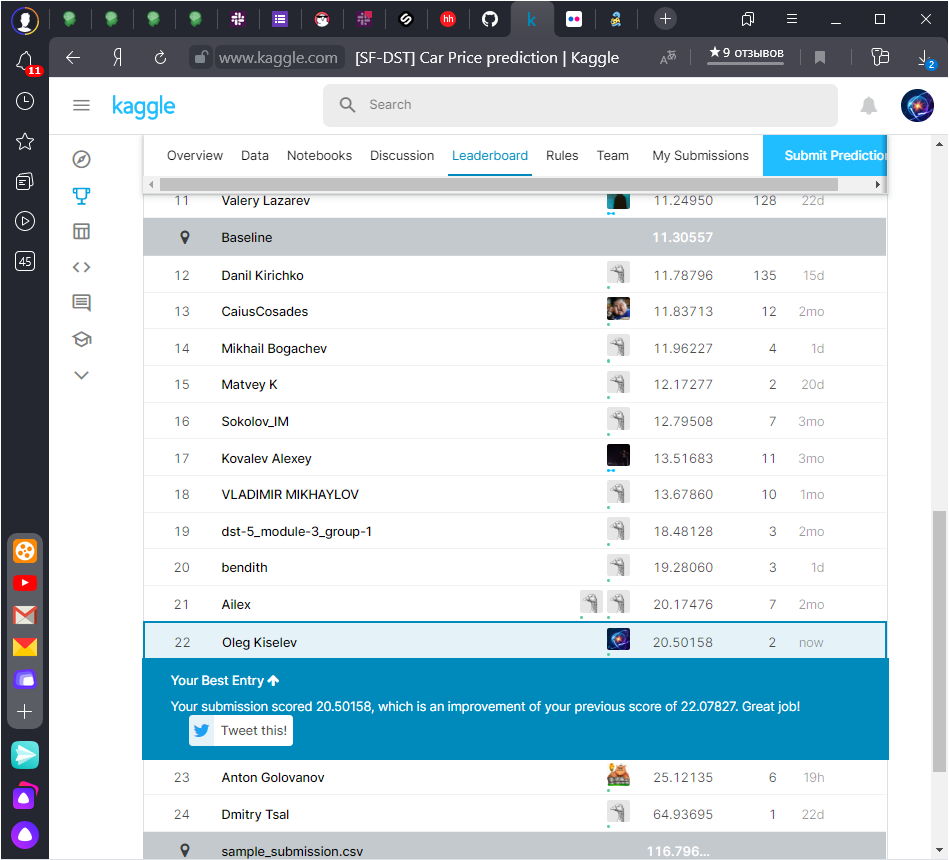 hh
k
www.kaggle.com [SF-DST] Car Price prediction | Kaggle
★ 9 отзывов
11
2
45
kaggle
Search
Overview Data Notebooks Discussion Leaderboard Rules Team My Submissions Submit Prediction
11 Valery Lazarev 11.24950 128 22d
Baseline 11.30557
12 Danil Kirichko 11.78796 135 15d
13 CaiusCosades 11.83713 12 2mo
14 Mikhail Bogachev 11.96227 4 1d
15 Matvey K 12.17277 2 20d
16 Sokolov_IM 12.79508 7 3mo
17 Kovalev Alexey 13.51683 11 3mo
18 VLADIMIR MIKHAYLOV 13.67860 10 1mo
19 dst-5_module-3_group-1 18.48128 3 2mo
20 bendith 19.28060 3 1d
21 Ailex 20.17476 7 2mo
22 Oleg Kiselev 20.50158 2 now
Your Best Entry ↑
Your submission scored 20.50158, which is an improvement of your previous score of 22.07827. Great job!
Tweet this!
23 Anton Golovanov 25.12135 6 19h
24 Dmitry Tsal 64.93695 1 22d
sample_submission.csv 116.796...